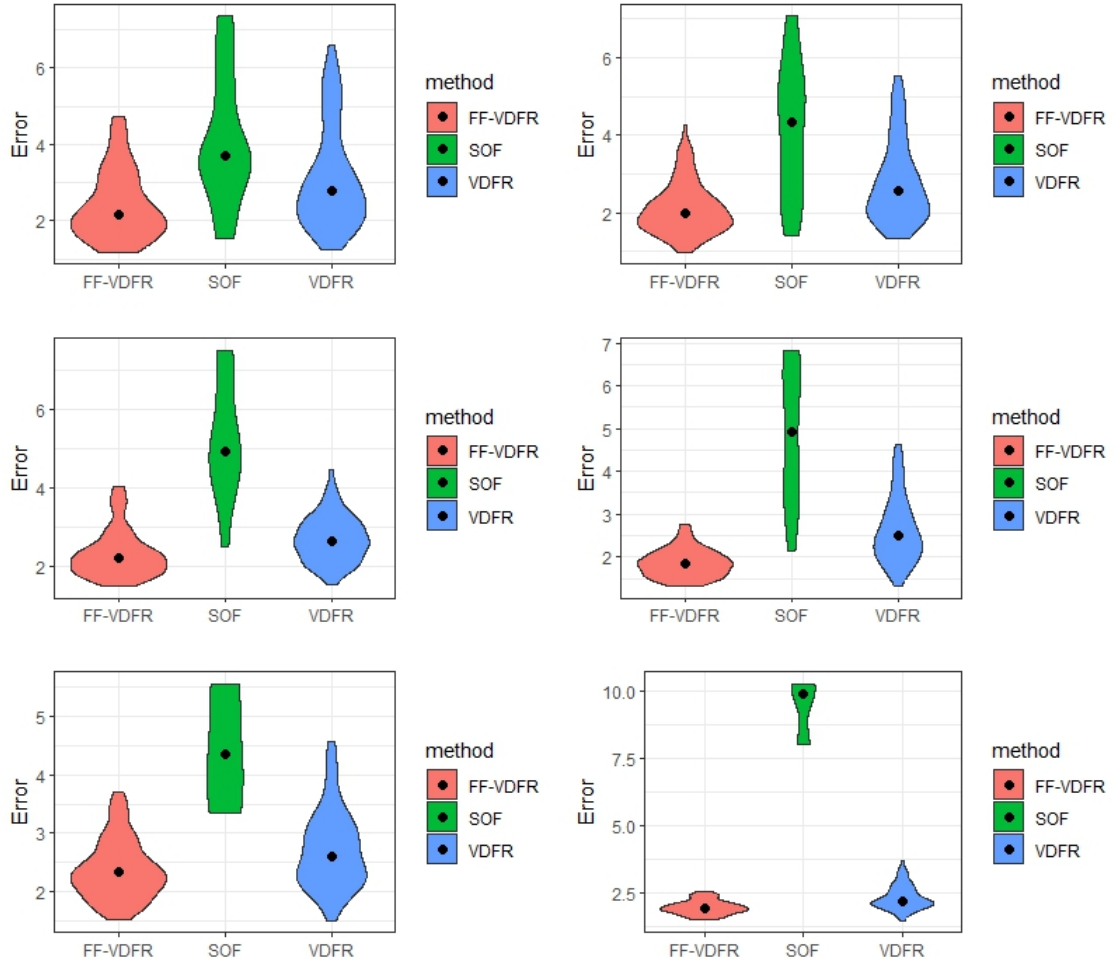 Error
6
4
2
FF-VDFR
SOF
VDFR
method
FF-VDFR
SOF
VDFR
Error
6
4
2
FF-VDFR
SOF
VDFR
method
FF-VDFR
SOF
VDFR
Error
6
4
2
FF-VDFR
SOF
VDFR
method
FF-VDFR
SOF
VDFR
Error
7
6
5
4
3
2
FF-VDFR
SOF
VDFR
method
FF-VDFR
SOF
VDFR
Error
5
4
3
2
FF-VDFR
SOF
VDFR
method
FF-VDFR
SOF
VDFR
Error
10.0
7.5
5.0
2.5
FF-VDFR
SOF
VDFR
method
FF-VDFR
SOF
VDFR